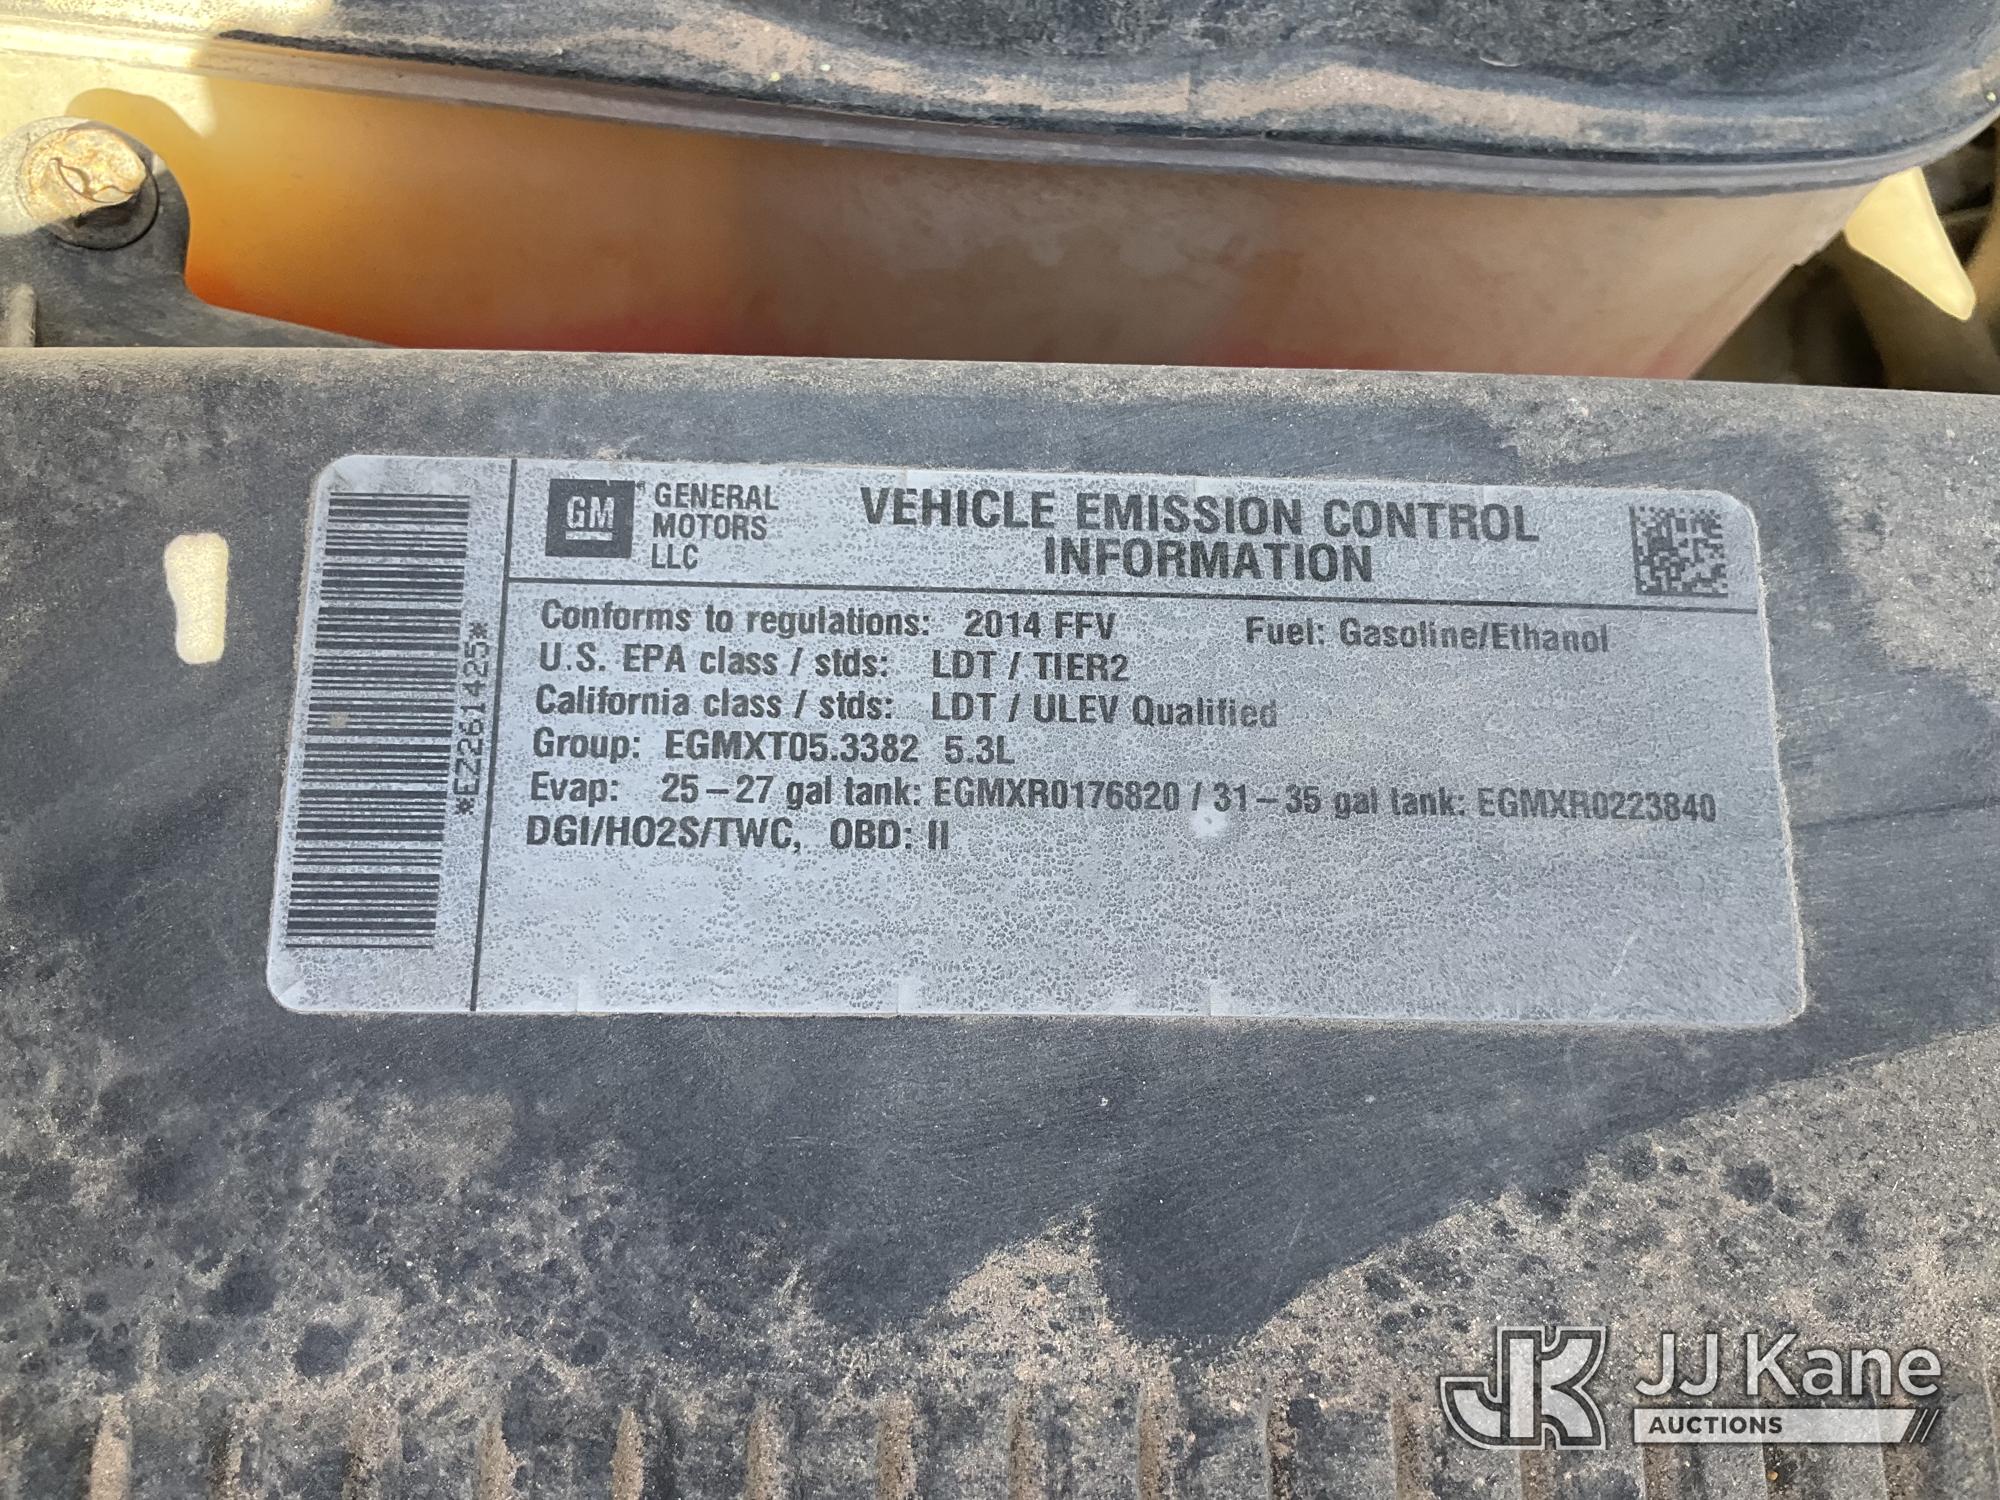 GM GENERAL
MOTORS
LLC
VEHICLE EMISSION CONTROL
INFORMATION
Conforms to regulations: 2014 FFV Fuel: Gasoline/Ethanol
U.S. EPA class / stds: LDT / TIER2
California class / stds: LDT / ULEV Qualified
Group: EGMXT05.3382 5.3L
Evap: 25-27 gal tank: EGMXR0176820 / 31-35 gal tank: EGMXR0223840
DGI/HO2S/TWC, OBD: II
*EZ2614425*
JJ Kane
AUCTIONS